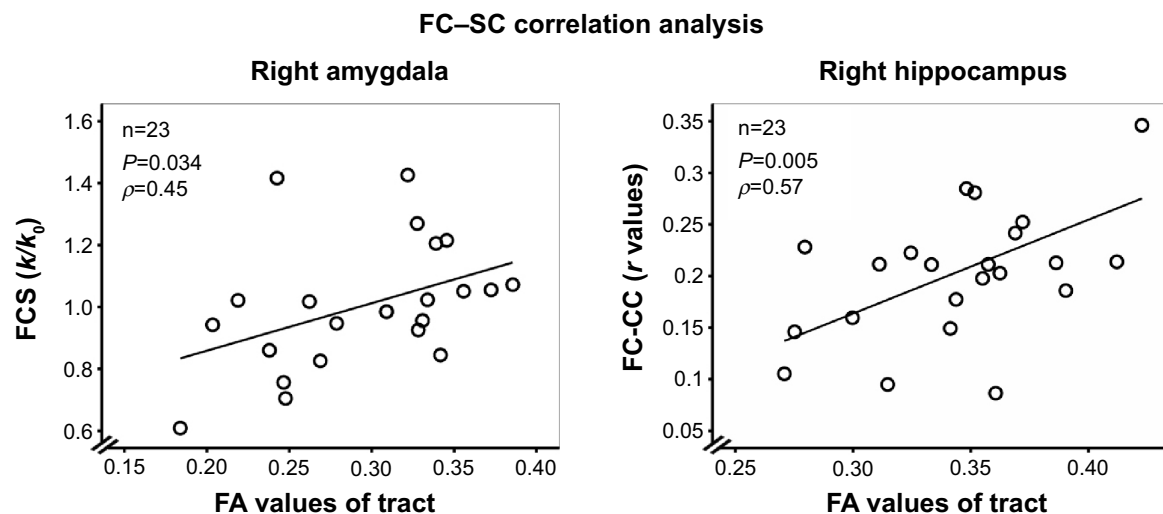 FC–SC correlation analysis
Right amygdala
n=23
P=0.034
ρ=0.45
FCS (k/k₀)
1.6
1.4
1.2
1.0
0.8
0.6
0.15 0.20 0.25 0.30 0.35 0.40
FA values of tract
Right hippocampus
n=23
P=0.005
ρ=0.57
FC-CC (r values)
0.35
0.3
0.25
0.2
0.15
0.1
0.05
0.25 0.30 0.35 0.40
FA values of tract